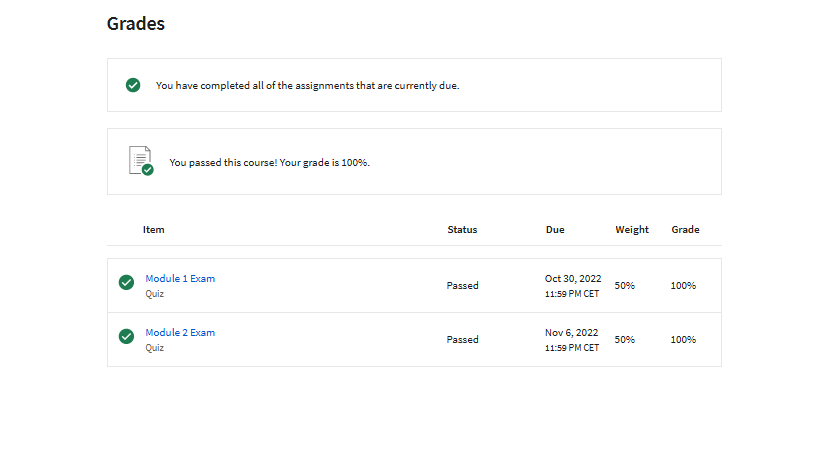 Grades
You have completed all of the assignments that are currently due.
You passed this course! Your grade is 100%.
Item Status Due Weight Grade
Module 1 Exam
Quiz
Passed
Oct 30, 2022
11:59 PM CET
50%
100%
Module 2 Exam
Quiz
Passed
Nov 6, 2022
11:59 PM CET
50%
100%